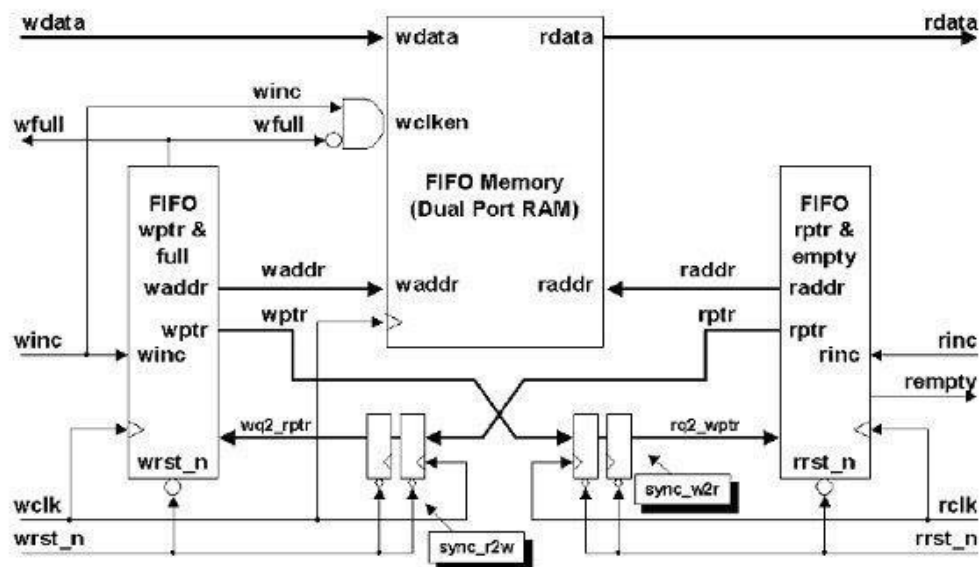 wdata
wdata
rdata
rdata
winc
wclken
wfull
wfull
FIFO Memory
(Dual Port RAM)
FIFO
wptr &
full
FIFO
rptr &
empty
waddr
waddr
waddr
raddr
raddr
raddr
wptr
wptr
rptr
rptr
winc
winc
rinc
rinc
rempty
wq2_rptr
rq2_wptr
wrst_n
rrst_n
sync_w2r
wclk
rclk
wrst_n
sync_r2w
rrst_n